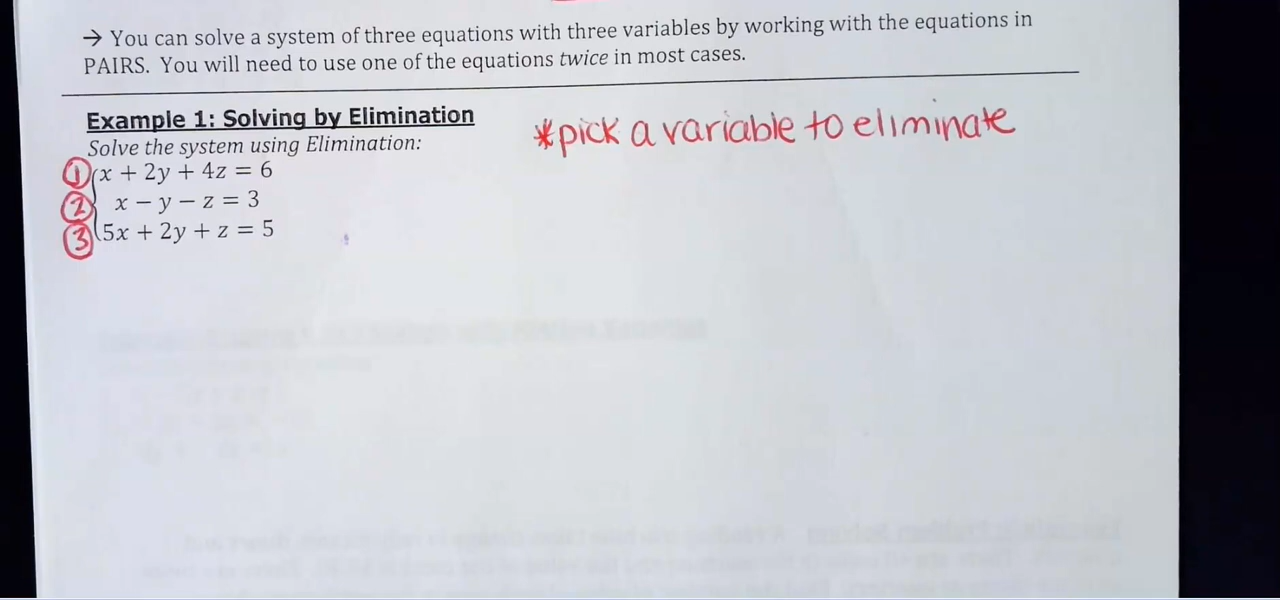 → You can solve a system of three equations with three variables by working with the equations in
PAIRS. You will need to use one of the equations twice in most cases.
Example 1: Solving by Elimination
*pick a variable to eliminate
Solve the system using Elimination:
① x + 2y + 4z = 6
② x − y − z = 3
③ 5x + 2y + z = 5